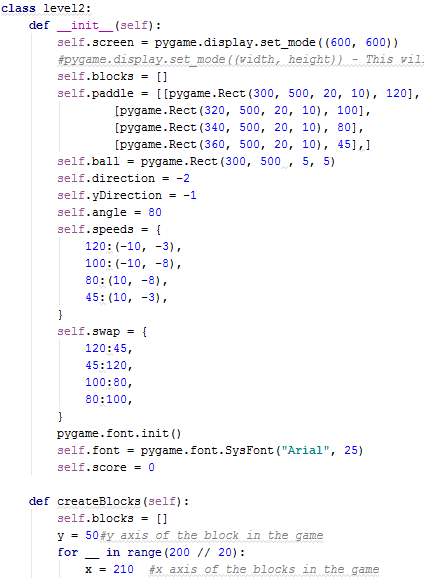 class level2:
    def __init__(self):
        self.screen = pygame.display.set_mode((600, 600))
        #pygame.display.set_mode((width, height)) - This will
        self.blocks = []
        self.paddle = [[pygame.Rect(300, 500, 20, 10), 120],
                [pygame.Rect(320, 500, 20, 10), 100],
                [pygame.Rect(340, 500, 20, 10), 80],
                [pygame.Rect(360, 500, 20, 10), 45],]
        self.ball = pygame.Rect(300, 500 , 5, 5)
        self.direction = -2
        self.yDirection = -1
        self.angle = 80
        self.speeds = {
            120:(-10, -3),
            100:(-10, -8),
            80:(10, -8),
            45:(10, -3),
        }
        self.swap = {
            120:45,
            45:120,
            100:80,
            80:100,
        }
        pygame.font.init()
        self.font = pygame.font.SysFont("Arial", 25)
        self.score = 0

    def createBlocks(self):
        self.blocks = []
        y = 50#y axis of the block in the game
        for __ in range(200 // 20):
            x = 210  #x axis of the blocks in the game